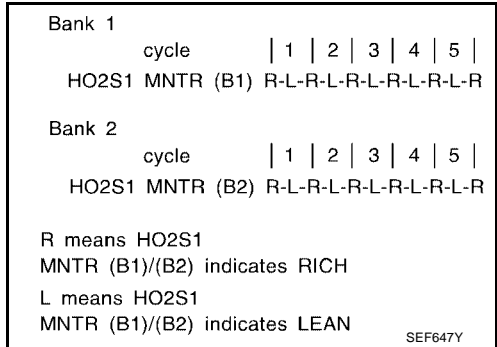 Bank 1
cycle | 1 | 2 | 3 | 4 | 5 |
HO2S1 MNTR (B1) R-L-R-L-R-L-R-L-R-L-R
Bank 2
cycle | 1 | 2 | 3 | 4 | 5 |
HO2S1 MNTR (B2) R-L-R-L-R-L-R-L-R-L-R
R means HO2S1
MNTR (B1)/(B2) indicates RICH
L means HO2S1
MNTR (B1)/(B2) indicates LEAN
SEF647Y